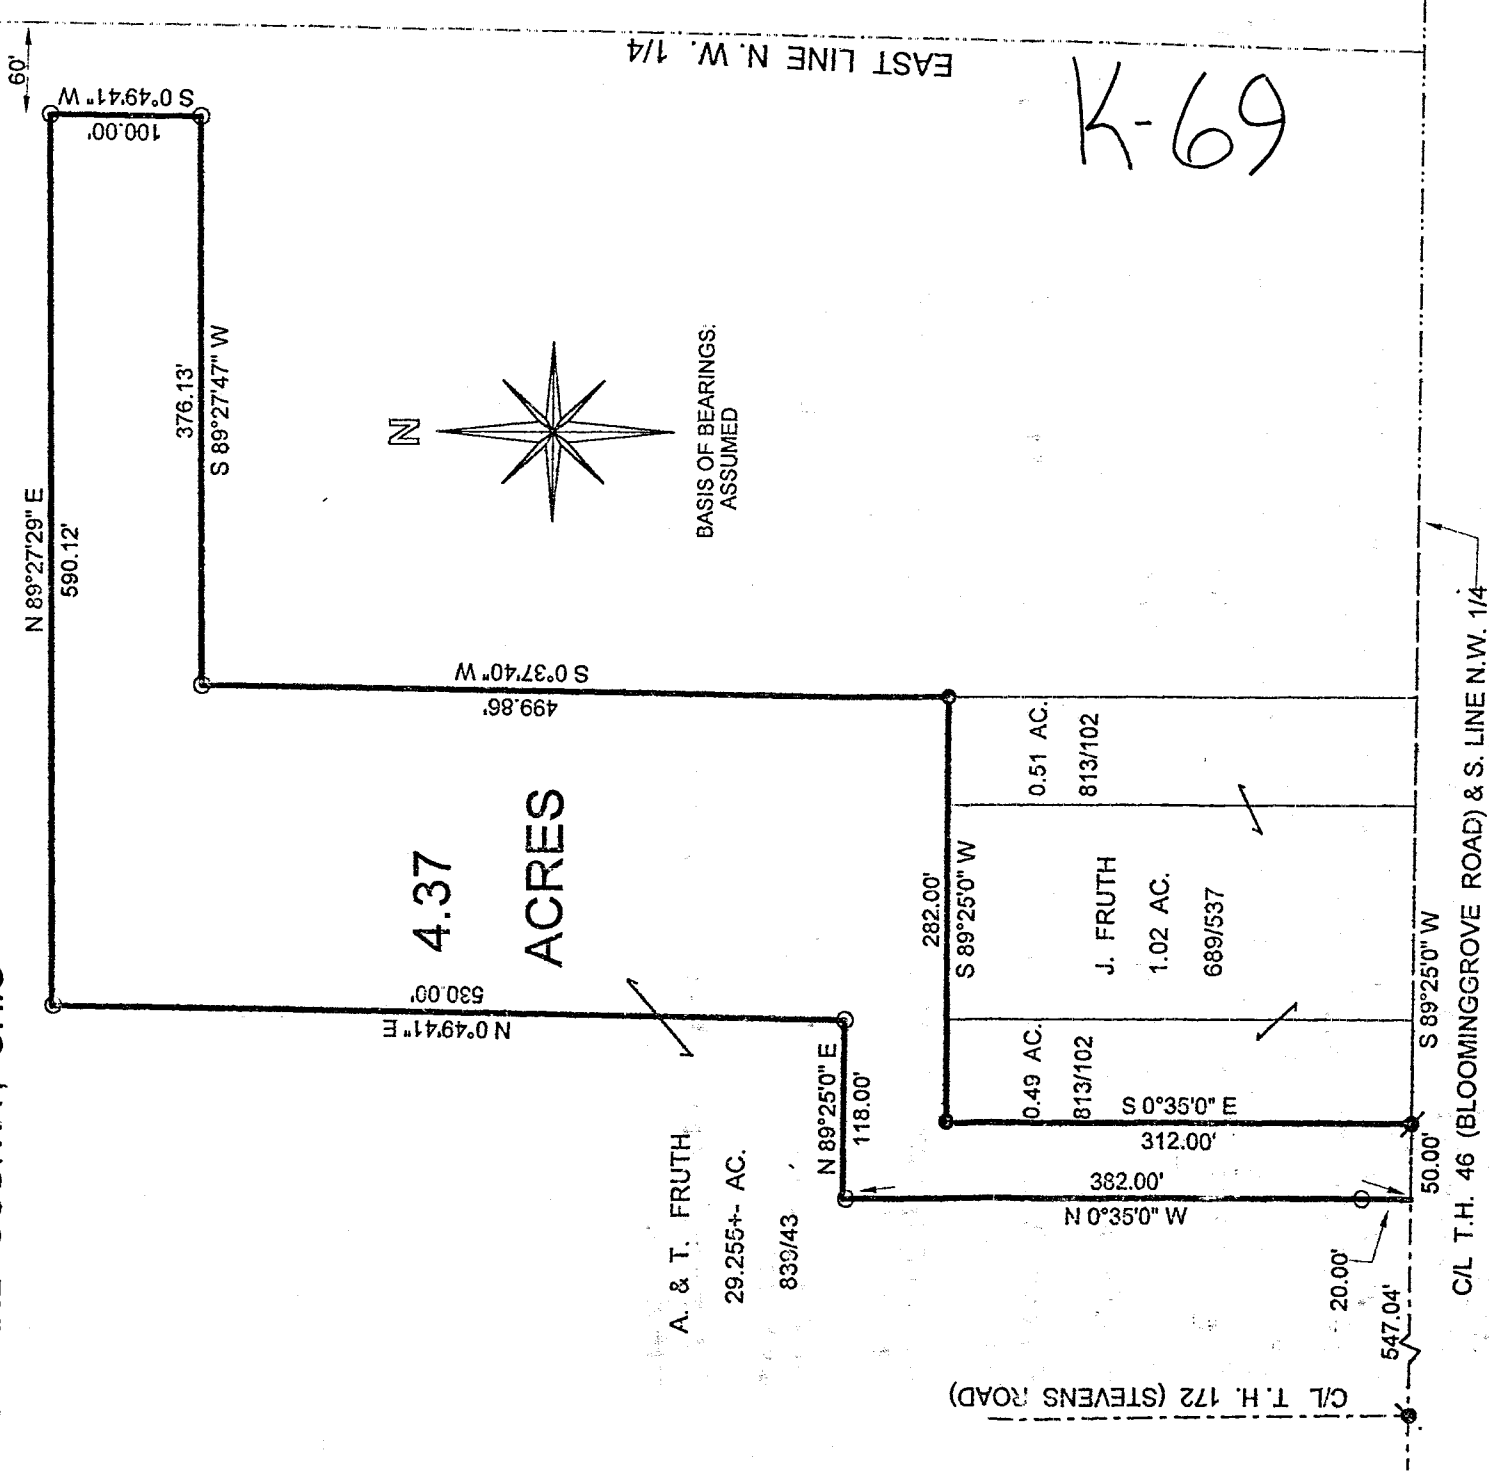 60'
S 0°49'41" W
100.00'
EAST LINE N. W. 1/4
K-69
N 89°27'29" E
590.12'
376.13'
S 89°27'47" W
N
BASIS OF BEARINGS:
ASSUMED
S 0°37'40" W
499.86'
4.37
ACRES
530.00'
N 0°49'41" E
282.00'
S 89°25'0" W
0.51 AC.
813/102
J. FRUTH
1.02 AC.
689/537
0.49 AC.
813/102
S 0°35'0" E
312.00'
N 89°25'0" E
118.00'
A. & T. FRUTH
29.255+- AC.
839/43
382.00'
N 0°35'0" W
S 89°25'0" W
50.00'
20.00'
547.04'
C/L T.H. 46 (BLOOMINGGROVE ROAD) & S. LINE N.W. 1/4
C/L T. H. 172 (STEVENS ROAD)